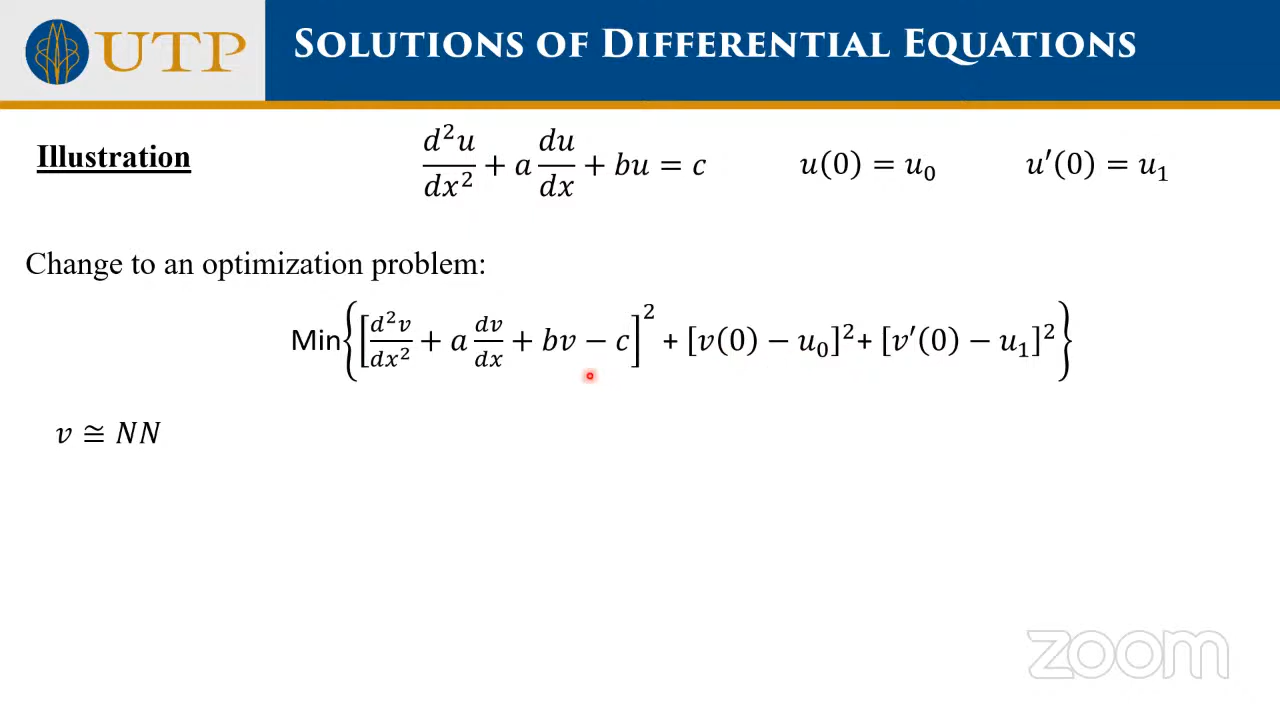 UTP
SOLUTIONS OF DIFFERENTIAL EQUATIONS
Illustration
d²u/dx² + a du/dx + bu = c    u(0) = u₀    u′(0) = u₁
Change to an optimization problem:
Min{[d²v/dx² + a dv/dx + bv − c]² + [v(0) − u₀]² + [v′(0) − u₁]²}
v ≅ NN
zoom